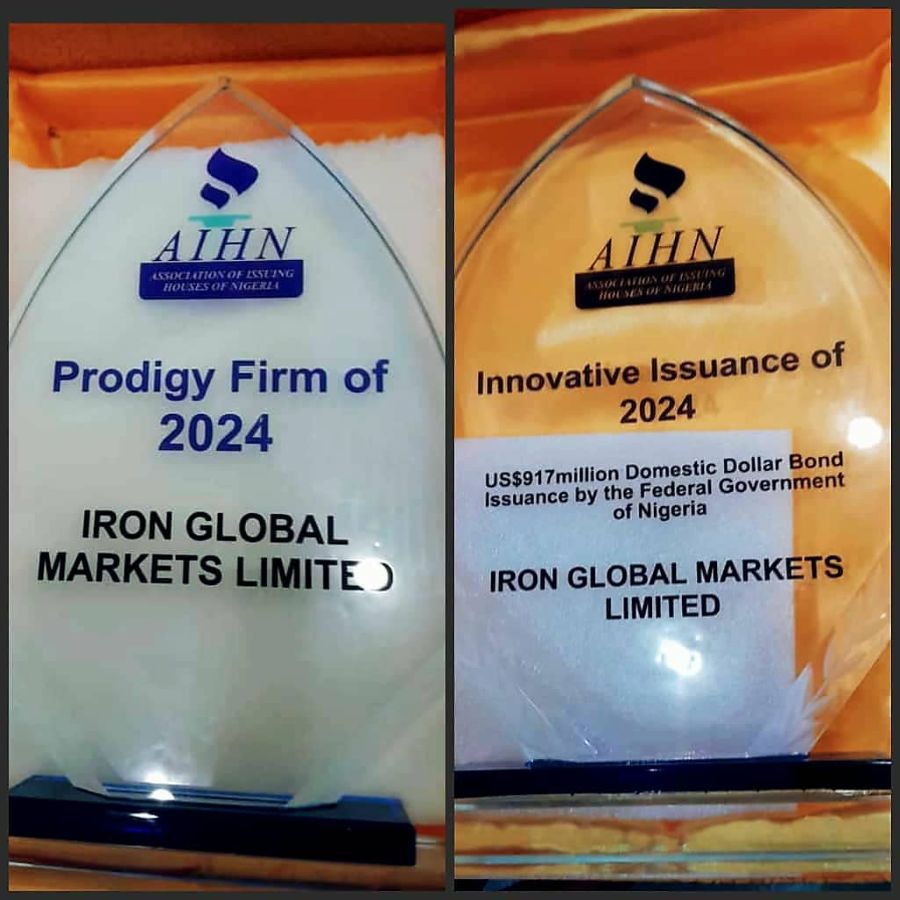 AIHN
ASSOCIATION OF ISSUING
HOUSES OF NIGERIA
Prodigy Firm of
2024
IRON GLOBAL
MARKETS LIMITED
AIHN
ASSOCIATION OF ISSUING
HOUSES OF NIGERIA
Innovative Issuance of
2024
US$917million Domestic Dollar Bond
Issuance by the Federal Government
of Nigeria
IRON GLOBAL MARKETS
LIMITED